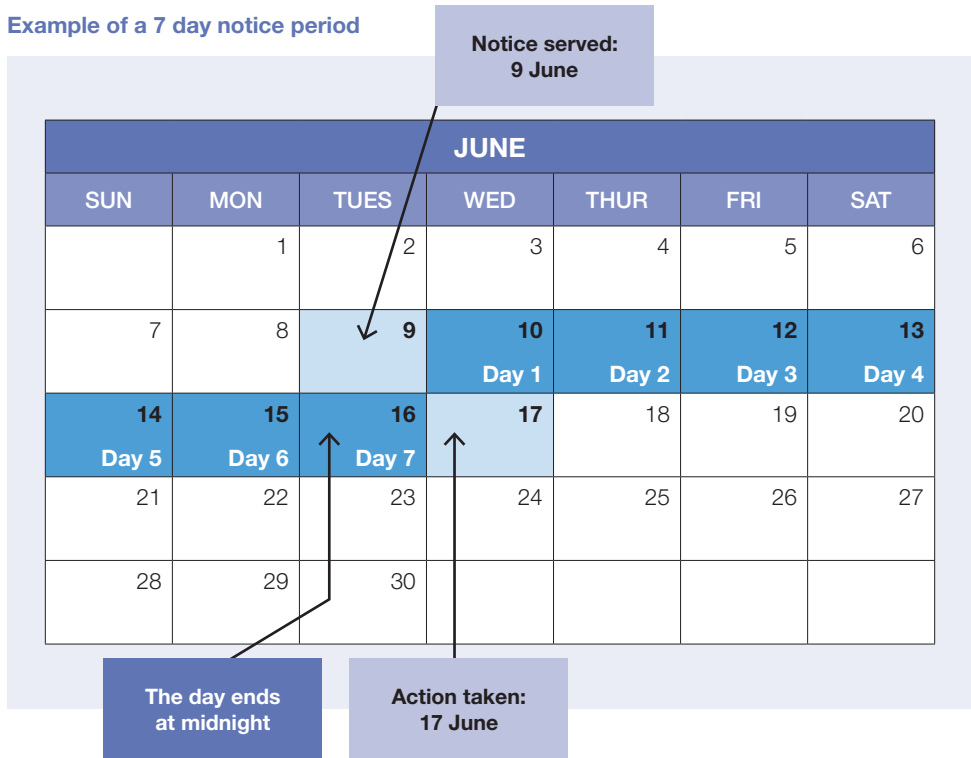 Example of a 7 day notice period
Notice served:
9 June
JUNE
SUN MON TUES WED THUR FRI SAT
1 2 3 4 5 6
7 8 9 10 11 12 13
Day 1 Day 2 Day 3 Day 4
14 15 16 17 18 19 20
Day 5 Day 6 Day 7
21 22 23 24 25 26 27
28 29 30
The day ends
at midnight
Action taken:
17 June